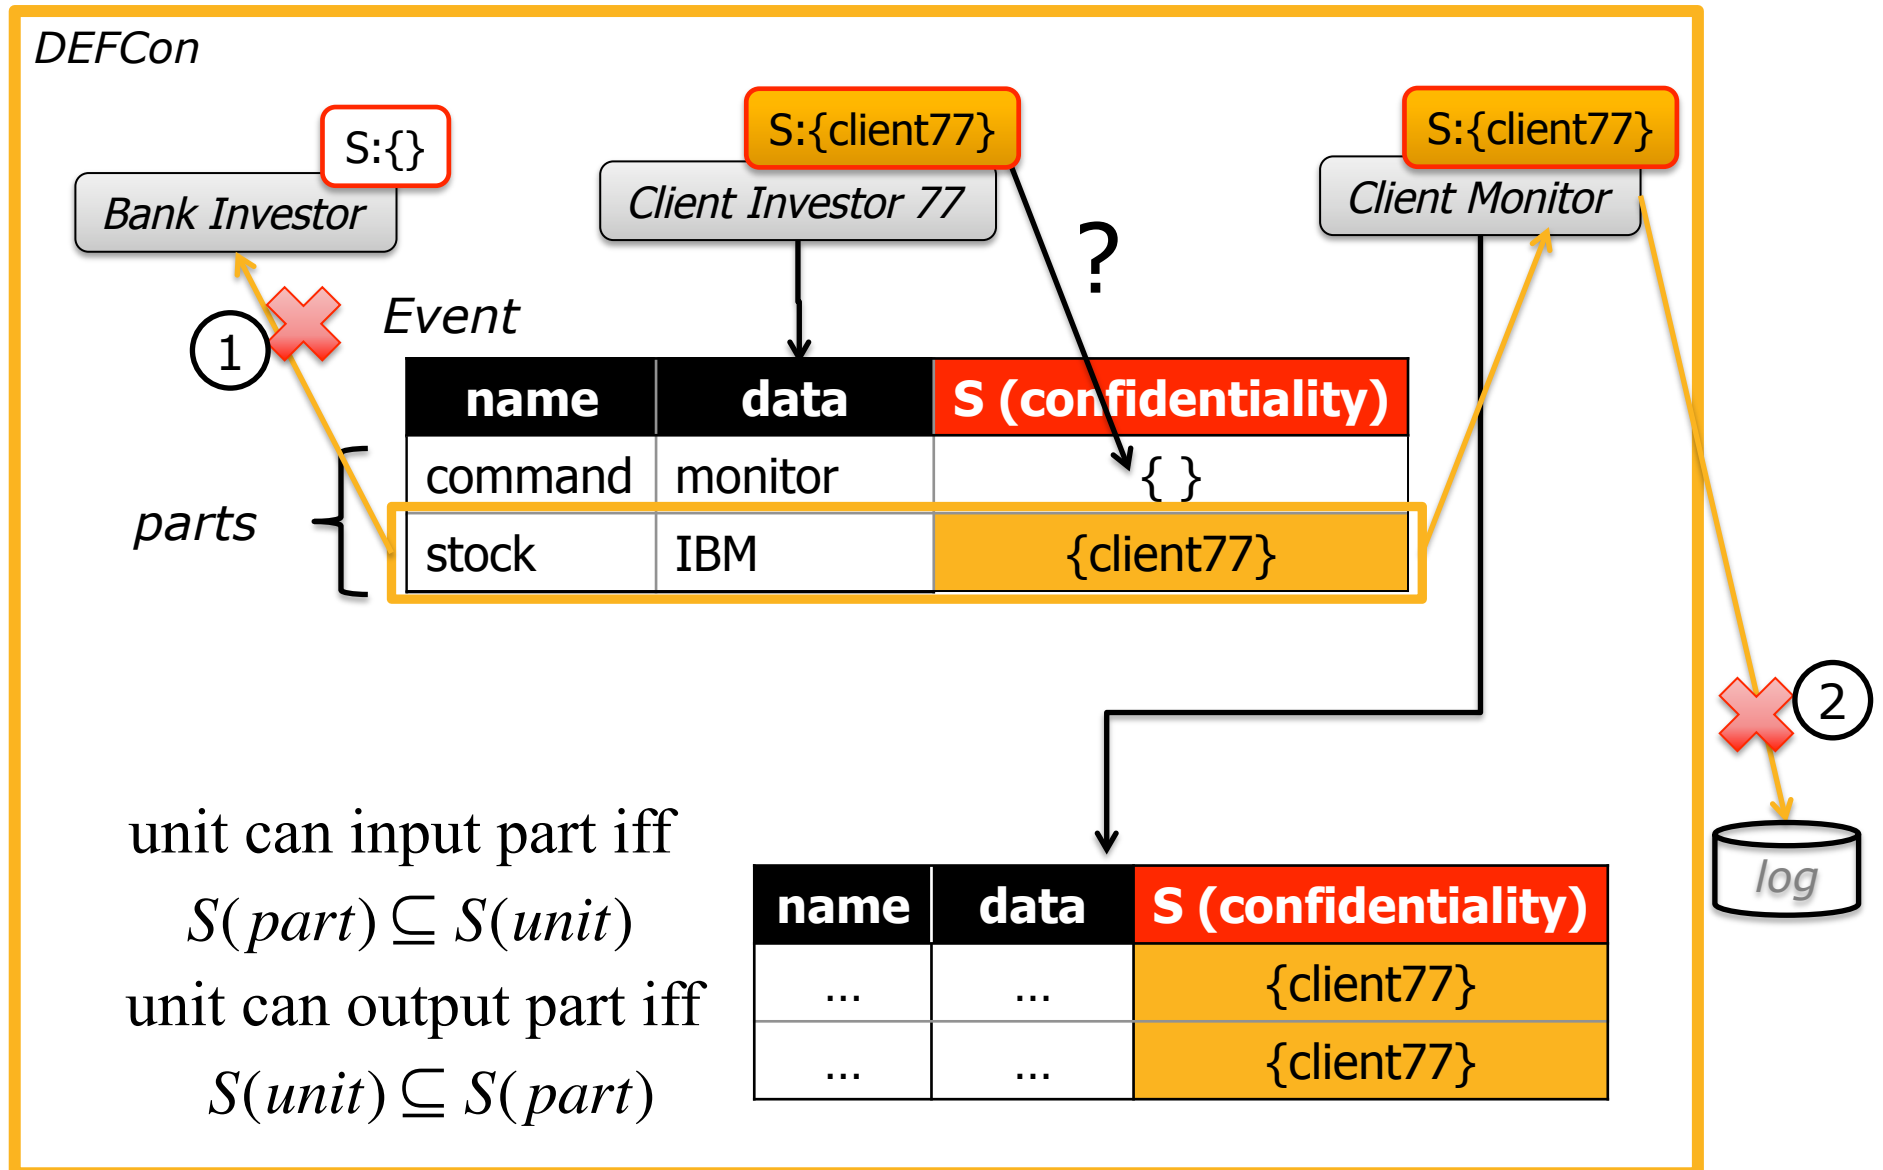 DEFCon
S:{}
Bank Investor
S:{client77}
Client Investor 77
S:{client77}
Client Monitor
?
1
Event
name data S (confidentiality)
command monitor { }
stock IBM {client77}
parts
2
log
unit can input part iff
S(part) ⊆ S(unit)
unit can output part iff
S(unit) ⊆ S(part)
name data S (confidentiality)
... ... {client77}
... ... {client77}